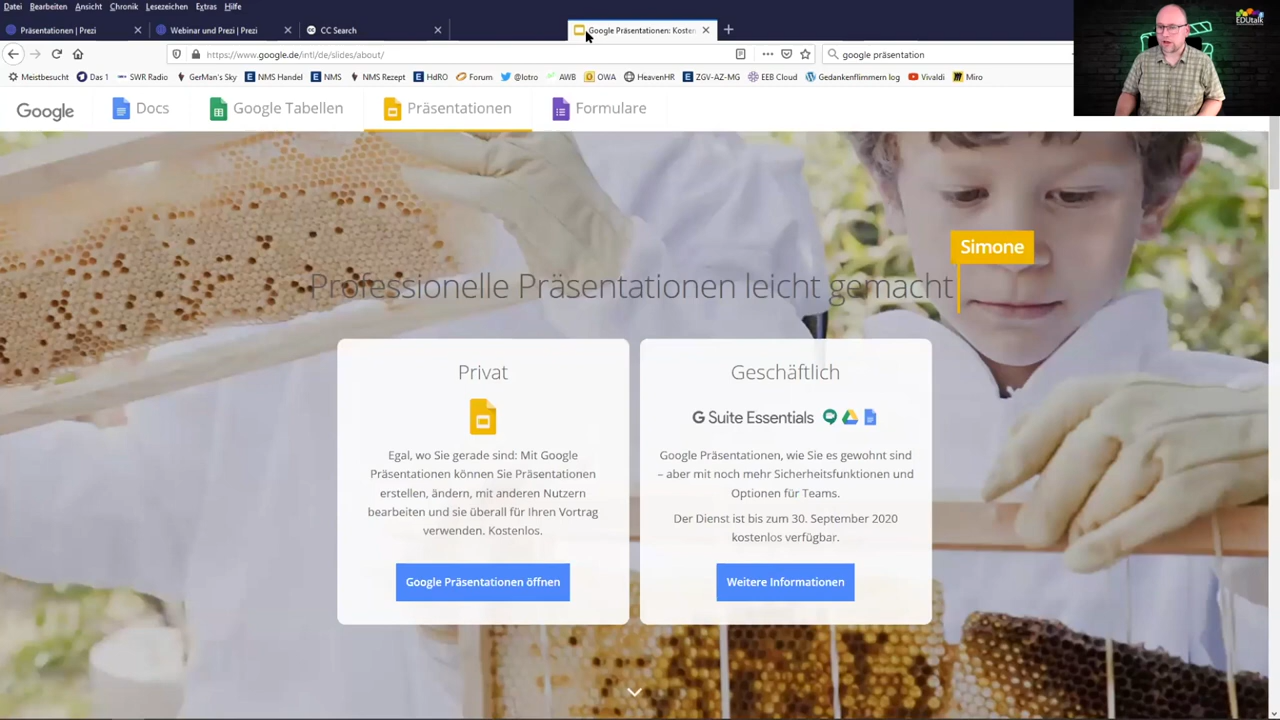 Datei Bearbeiten Ansicht Chronik Lesezeichen Extras Hilfe
Präsentationen | Prezi
Webinar und Prezi | Prezi
CC Search
Google Präsentationen: Kosten
https://www.google.de/intl/de/slides/about/
google präsentation
Meistbesucht
Das 1
SWR Radio
GerMan's Sky
NMS Handel
NMS
NMS Rezept
HdRO
Forum
@lotro
AWB
OWA
HeavenHR
ZGV-AZ-MG
EEB Cloud
Gedankenflimmern log
Vivaldi
Miro
EDUtalk
Google
Docs
Google Tabellen
Präsentationen
Formulare
Simone
Professionelle Präsentationen leicht gemacht
Privat
Egal, wo Sie gerade sind: Mit Google
Präsentationen können Sie Präsentationen
erstellen, ändern, mit anderen Nutzern
bearbeiten und sie überall für Ihren Vortrag
verwenden. Kostenlos.
Google Präsentationen öffnen
Geschäftlich
G Suite Essentials
Google Präsentationen, wie Sie es gewohnt sind
– aber mit noch mehr Sicherheitsfunktionen und
Optionen für Teams.
Der Dienst ist bis zum 30. September 2020
kostenlos verfügbar.
Weitere Informationen